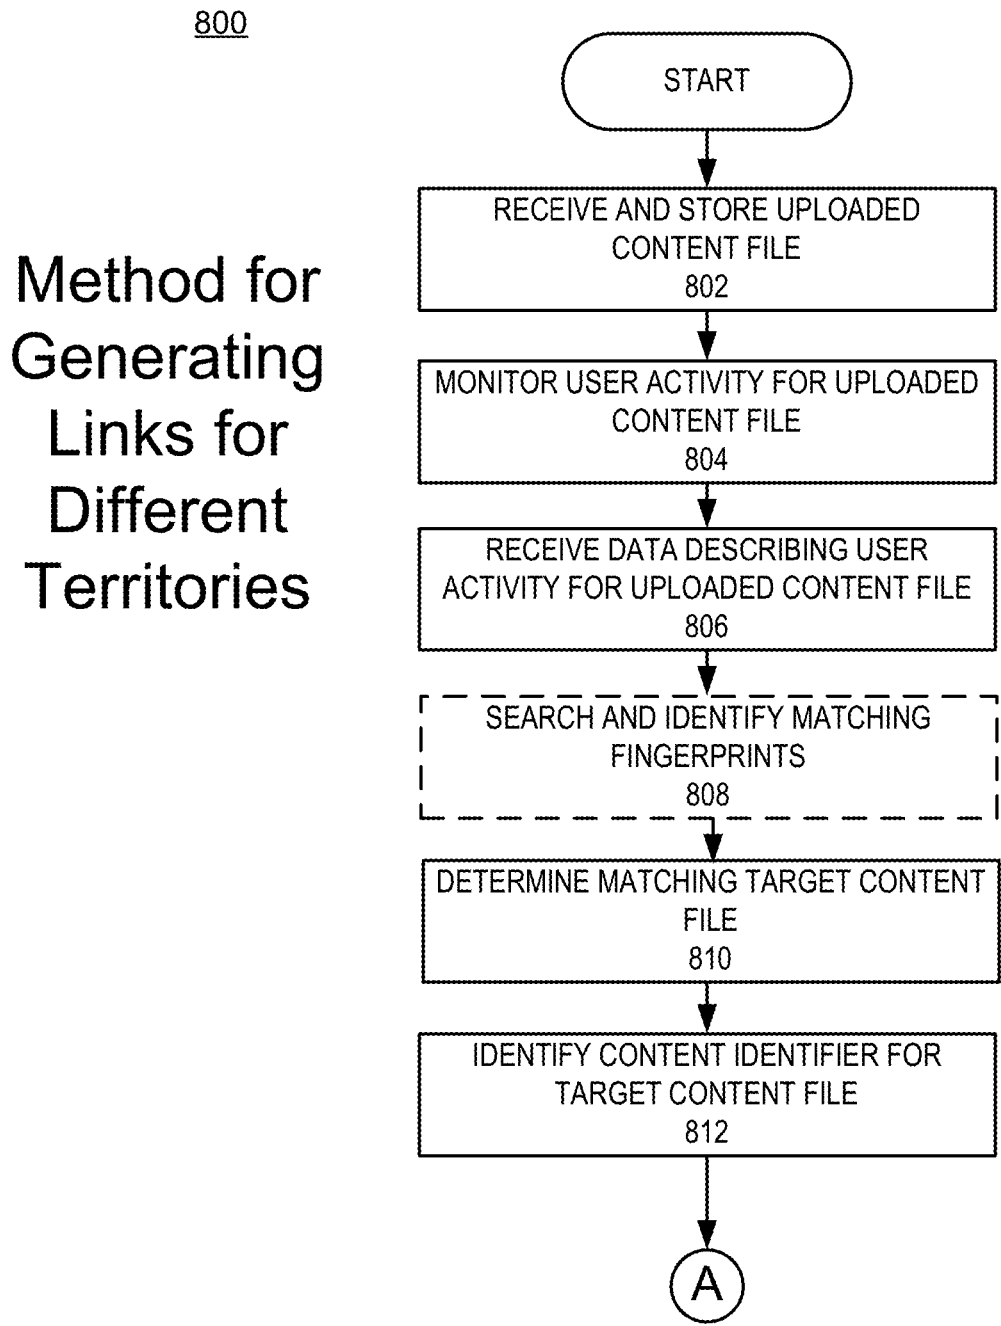 800
Method for
Generating
Links for
Different
Territories
START
RECEIVE AND STORE UPLOADED
CONTENT FILE
802
MONITOR USER ACTIVITY FOR UPLOADED
CONTENT FILE
804
RECEIVE DATA DESCRIBING USER
ACTIVITY FOR UPLOADED CONTENT FILE
806
SEARCH AND IDENTIFY MATCHING
FINGERPRINTS
808
DETERMINE MATCHING TARGET CONTENT
FILE
810
IDENTIFY CONTENT IDENTIFIER FOR
TARGET CONTENT FILE
812
A